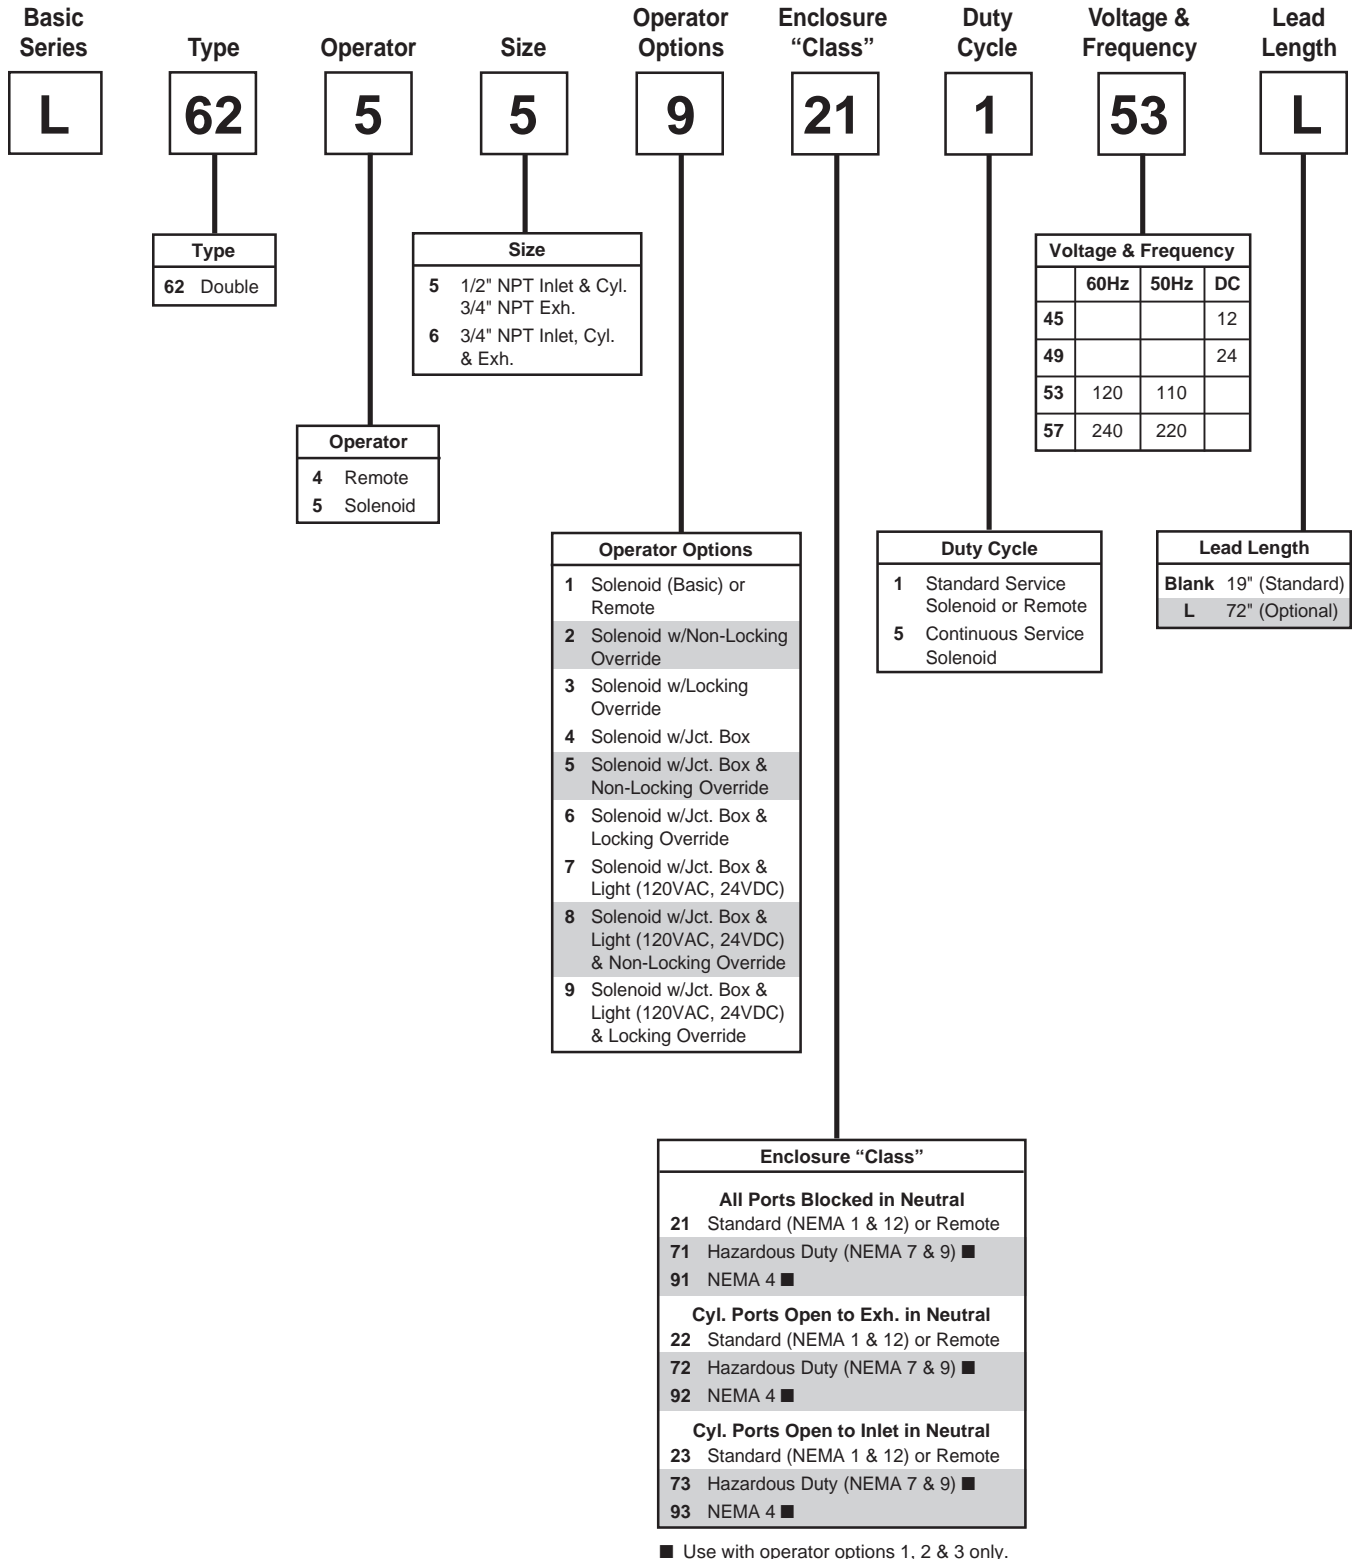 Basic
Series
Type
Operator
Size
Operator
Options
Enclosure
“Class”
Duty
Cycle
Voltage &
Frequency
Lead
Length
L
62
5
5
9
21
1
53
L
Type
62 Double
Size
5 1/2" NPT Inlet & Cyl.
3/4" NPT Exh.
6 3/4" NPT Inlet, Cyl.
& Exh.
Voltage & Frequency
60Hz 50Hz DC
45 12
49 24
53 120 110
57 240 220
Operator
4 Remote
5 Solenoid
Operator Options
1 Solenoid (Basic) or
Remote
2 Solenoid w/Non-Locking
Override
3 Solenoid w/Locking
Override
4 Solenoid w/Jct. Box
5 Solenoid w/Jct. Box &
Non-Locking Override
6 Solenoid w/Jct. Box &
Locking Override
7 Solenoid w/Jct. Box &
Light (120VAC, 24VDC)
8 Solenoid w/Jct. Box &
Light (120VAC, 24VDC)
& Non-Locking Override
9 Solenoid w/Jct. Box &
Light (120VAC, 24VDC)
& Locking Override
Duty Cycle
1 Standard Service
Solenoid or Remote
5 Continuous Service
Solenoid
Lead Length
Blank 19" (Standard)
L 72" (Optional)
Enclosure “Class”
All Ports Blocked in Neutral
21 Standard (NEMA 1 & 12) or Remote
71 Hazardous Duty (NEMA 7 & 9) ■
91 NEMA 4 ■
Cyl. Ports Open to Exh. in Neutral
22 Standard (NEMA 1 & 12) or Remote
72 Hazardous Duty (NEMA 7 & 9) ■
92 NEMA 4 ■
Cyl. Ports Open to Inlet in Neutral
23 Standard (NEMA 1 & 12) or Remote
73 Hazardous Duty (NEMA 7 & 9) ■
93 NEMA 4 ■
■ Use with operator options 1, 2 & 3 only.